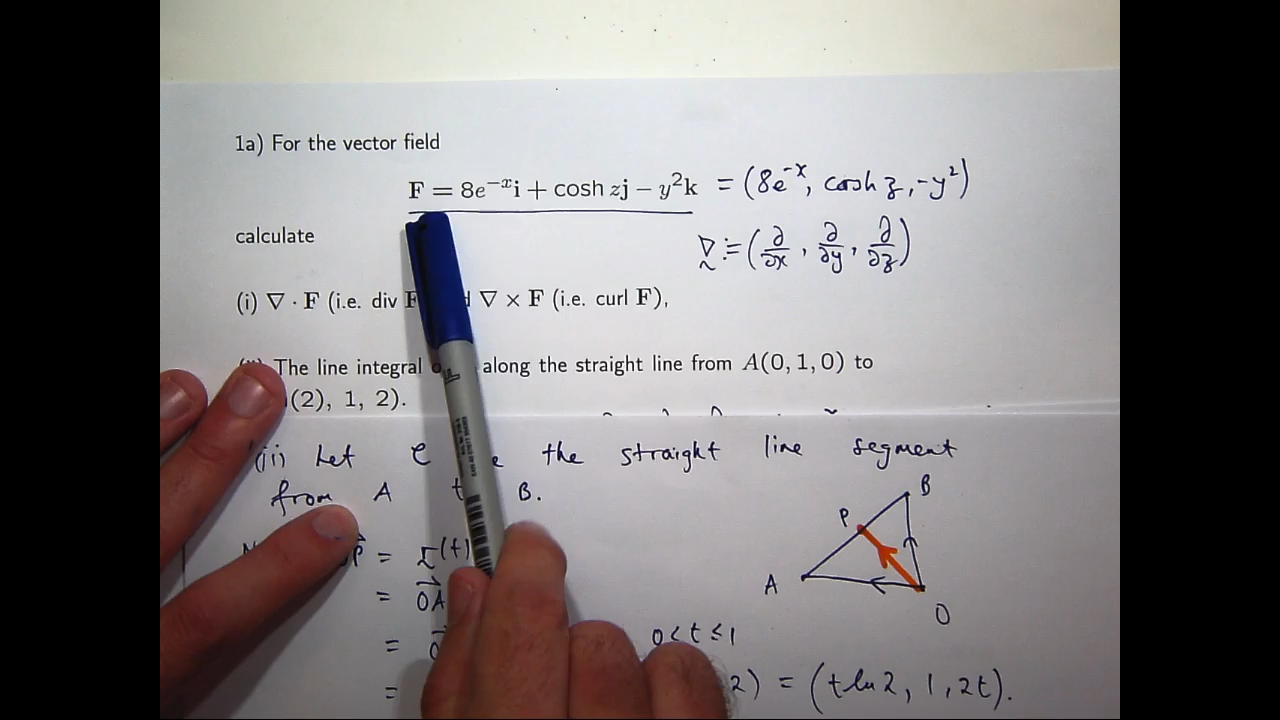 1a) For the vector field
F = 8e^{-x}i + cosh zj − y²k = (8e^{-x}, cosh z, -y²)
calculate ∇ := (∂/∂x, ∂/∂y, ∂/∂z)
(i) ∇ · F (i.e. div F ∇ × F (i.e. curl F),
The line integral along the straight line from A(0, 1, 0) to
(2), 1, 2).
(ii) Let C the straight line segment
from A t B.
B
P
A
O
P = r(t)
= OA
=
0 < t ≤ 1
= 2) = (t ln 2, 1, 2t).